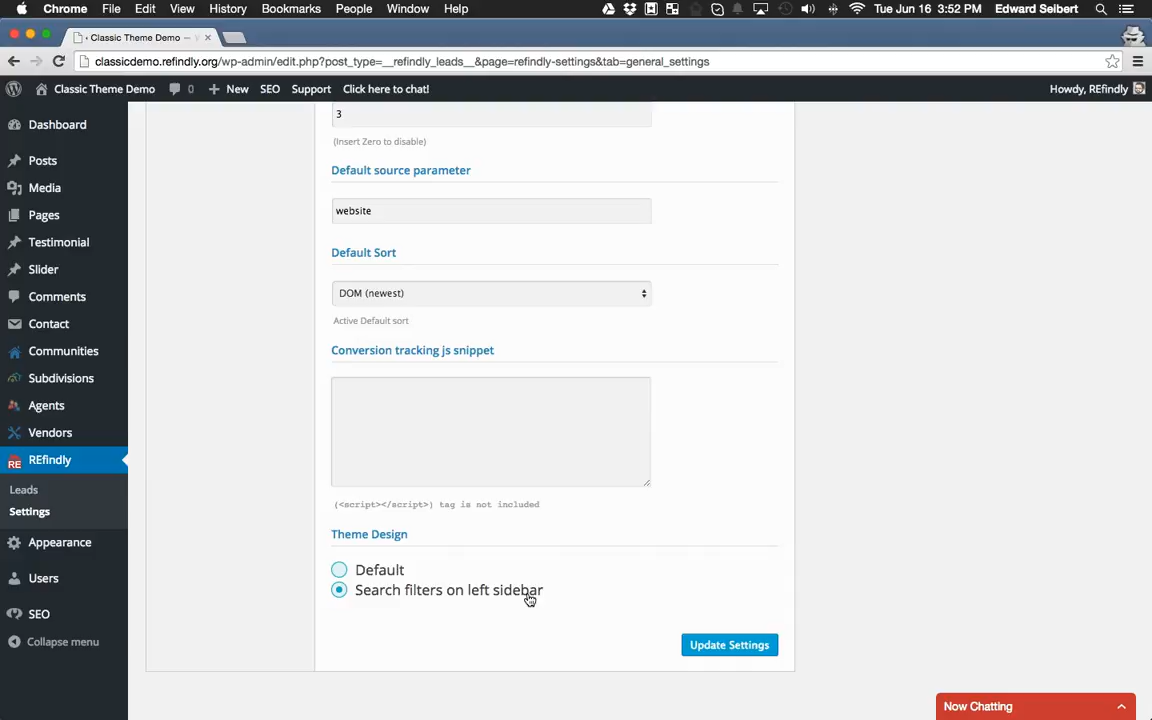 Chrome File Edit View History Bookmarks People Window Help Tue Jun 16 3:52 PM Edward Seibert
Classic Theme Demo —
classicdemo.refindly.org/wp-admin/edit.php?post_type=__refindly_leads__&page=refindly-settings&tab=general_settings
Classic Theme Demo 0 New SEO Support Click here to chat! Howdy, REfindly
Dashboard
Posts
Media
Pages
Testimonial
Slider
Comments
Contact
Communities
Subdivisions
Agents
Vendors
RE REfindly
Leads
Settings
Appearance
Users
SEO
Collapse menu
3
(Insert Zero to disable)
Default source parameter
website
Default Sort
DOM (newest)
Active Default sort
Conversion tracking js snippet
(<script></script>) tag is not included
Theme Design
Default
Search filters on left sidebar
Update Settings
Now Chatting